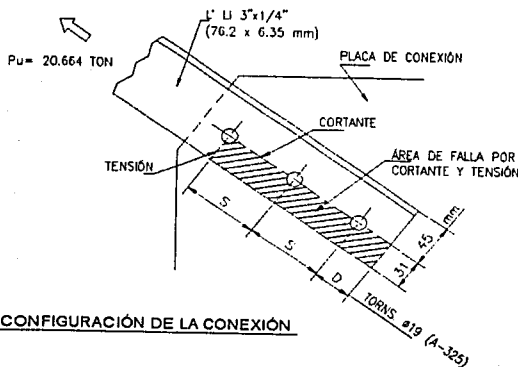 L' LI 3"x1/4"
(76.2 x 6.35 mm)
Pu= 20.664 TON
PLACA DE CONEXIÓN
CORTANTE
TENSIÓN
ÁREA DE FALLA POR
CORTANTE Y TENSIÓN
S
S
D
31
45
mm
TORNS. ø19 (A-325)
CONFIGURACIÓN DE LA CONEXIÓN